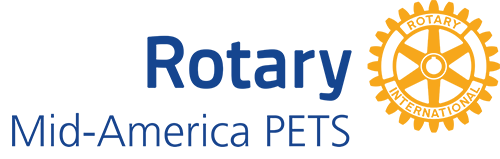 Rotary
Mid-America PETS
ROTARY
INTERNATIONAL